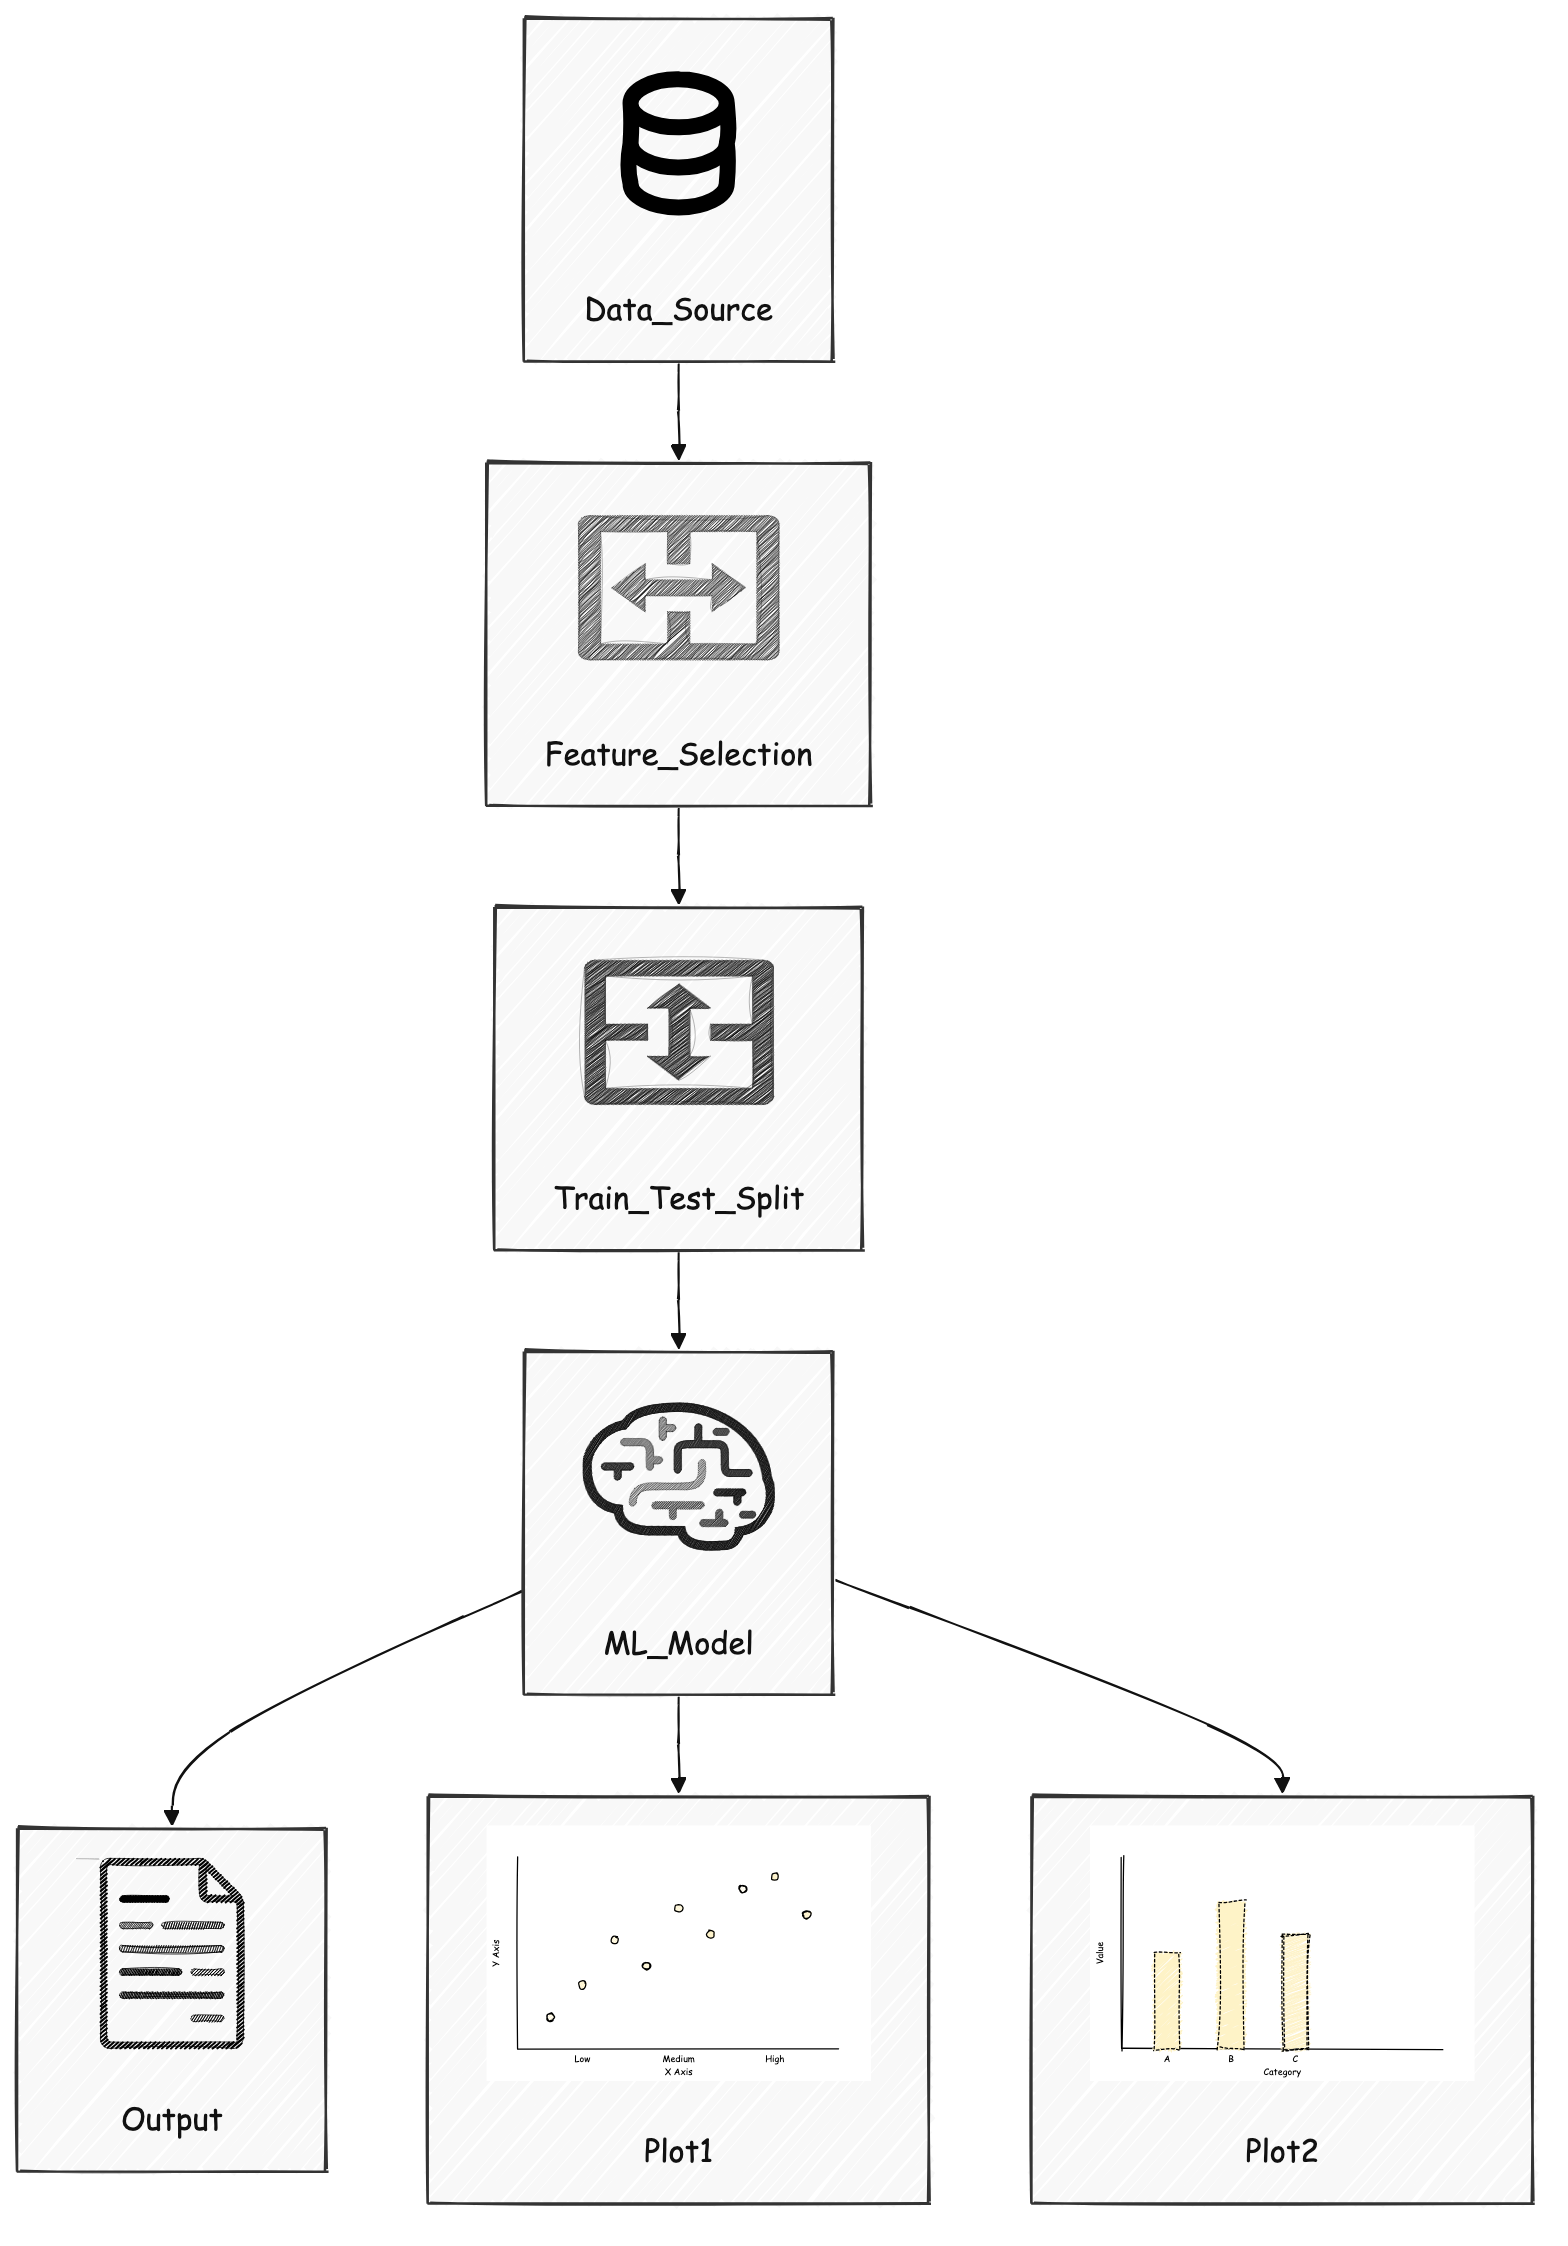 Data_Source
Feature_Selection
Train_Test_Split
ML_Model
Output
Y Axis
Low Medium High
X Axis
Plot1
Value
A B C
Category
Plot2